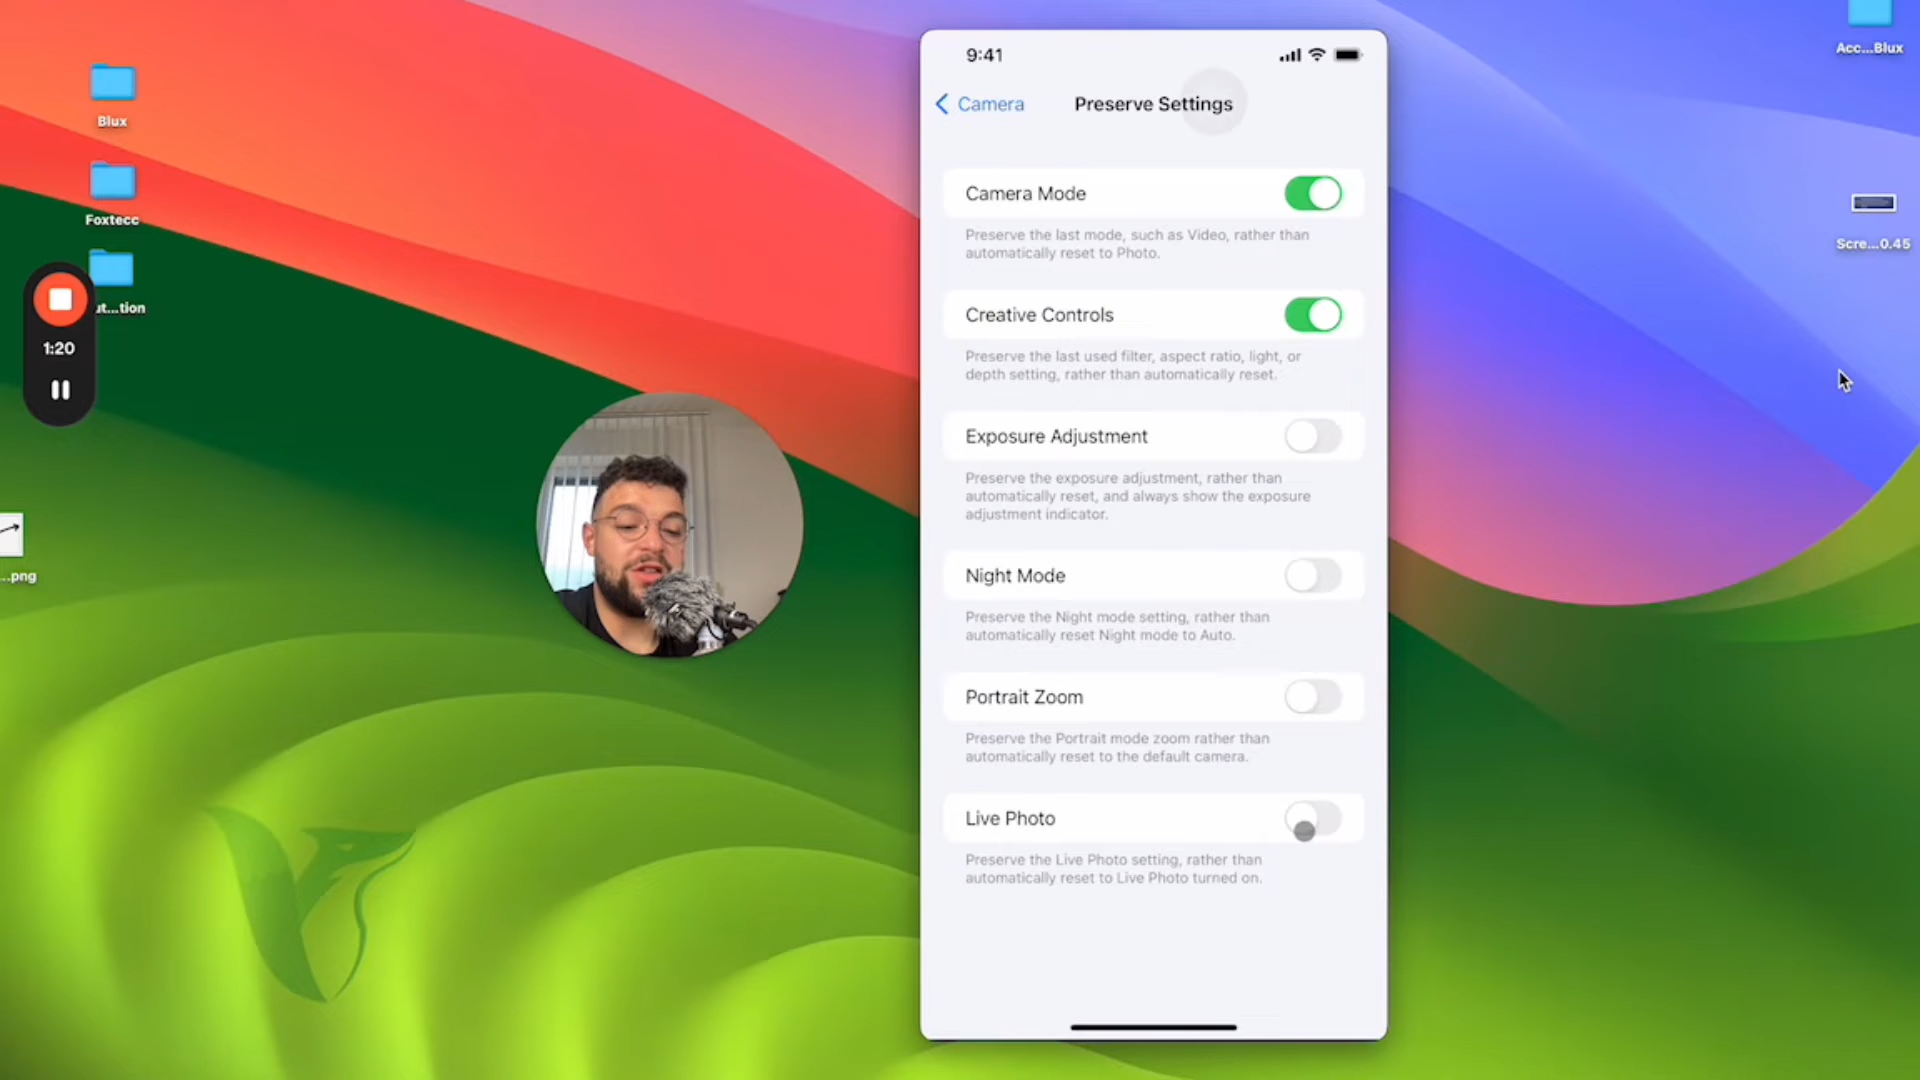 Blux
Foxtecc
ut...tion
1:20
...png
9:41
Camera
Preserve Settings
Camera Mode
Preserve the last mode, such as Video, rather than
automatically reset to Photo.
Creative Controls
Preserve the last used filter, aspect ratio, light, or
depth setting, rather than automatically reset.
Exposure Adjustment
Preserve the exposure adjustment, rather than
automatically reset, and always show the exposure
adjustment indicator.
Night Mode
Preserve the Night mode setting, rather than
automatically reset Night mode to Auto.
Portrait Zoom
Preserve the Portrait mode zoom rather than
automatically reset to the default camera.
Live Photo
Preserve the Live Photo setting, rather than
automatically reset to Live Photo turned on.
Acc...Blux
Scre...0.45